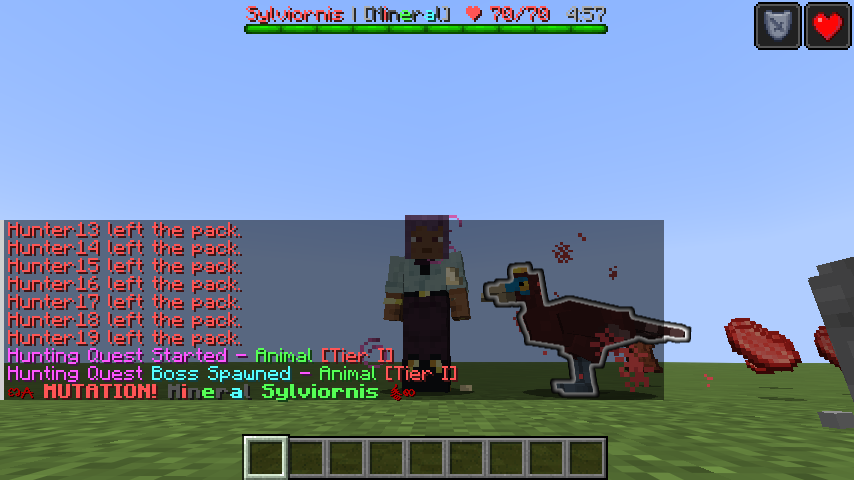 Sylviornis | [Mineral] ❤ 70/70 4:57
Hunter13 left the pack.
Hunter14 left the pack.
Hunter15 left the pack.
Hunter16 left the pack.
Hunter17 left the pack.
Hunter18 left the pack.
Hunter19 left the pack.
Hunting Quest Started - Animal [Tier I]
Hunting Quest Boss Spawned - Animal [Tier I]
MUTATION! Mineral Sylviornis